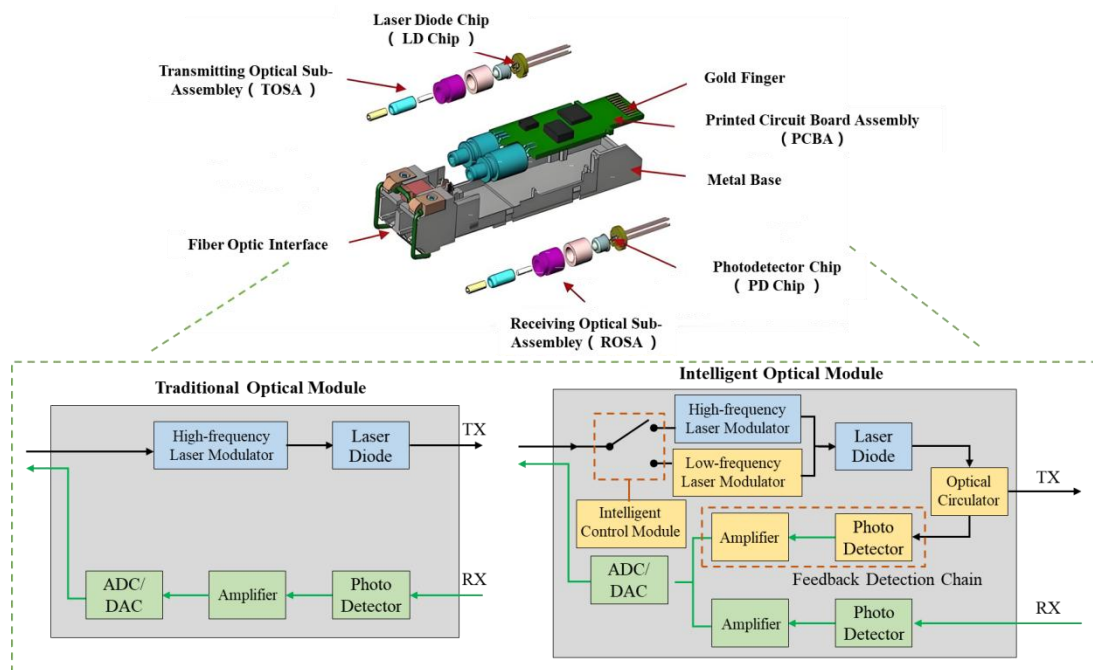 Laser Diode Chip
( LD Chip )
Transmitting Optical Sub-
Assembley ( TOSA )
Gold Finger
Printed Circuit Board Assembly
(PCBA )
Metal Base
Fiber Optic Interface
Photodetector Chip
( PD Chip )
Receiving Optical Sub-
Assembley ( ROSA )
Traditional Optical Module
High-frequency
Laser Modulator
Laser
Diode
TX
ADC/
DAC
Amplifier
Photo
Detector
RX
Intelligent Optical Module
High-frequency
Laser Modulator
Low-frequency
Laser Modulator
Laser
Diode
Optical
Circulator
TX
Intelligent
Control Module
Amplifier
Photo
Detector
Feedback Detection Chain
ADC/
DAC
Amplifier
Photo
Detector
RX